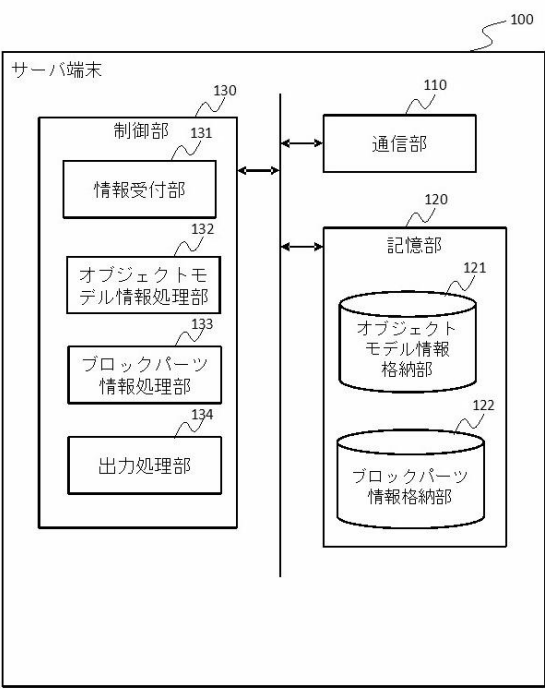 100
サーバ端末
130
制御部
131
情報受付部
132
オブジェクトモ
デル情報処理部
133
ブロックパーツ
情報処理部
134
出力処理部
110
通信部
120
記憶部
121
オブジェクト
モデル情報
格納部
122
ブロックパーツ
情報格納部